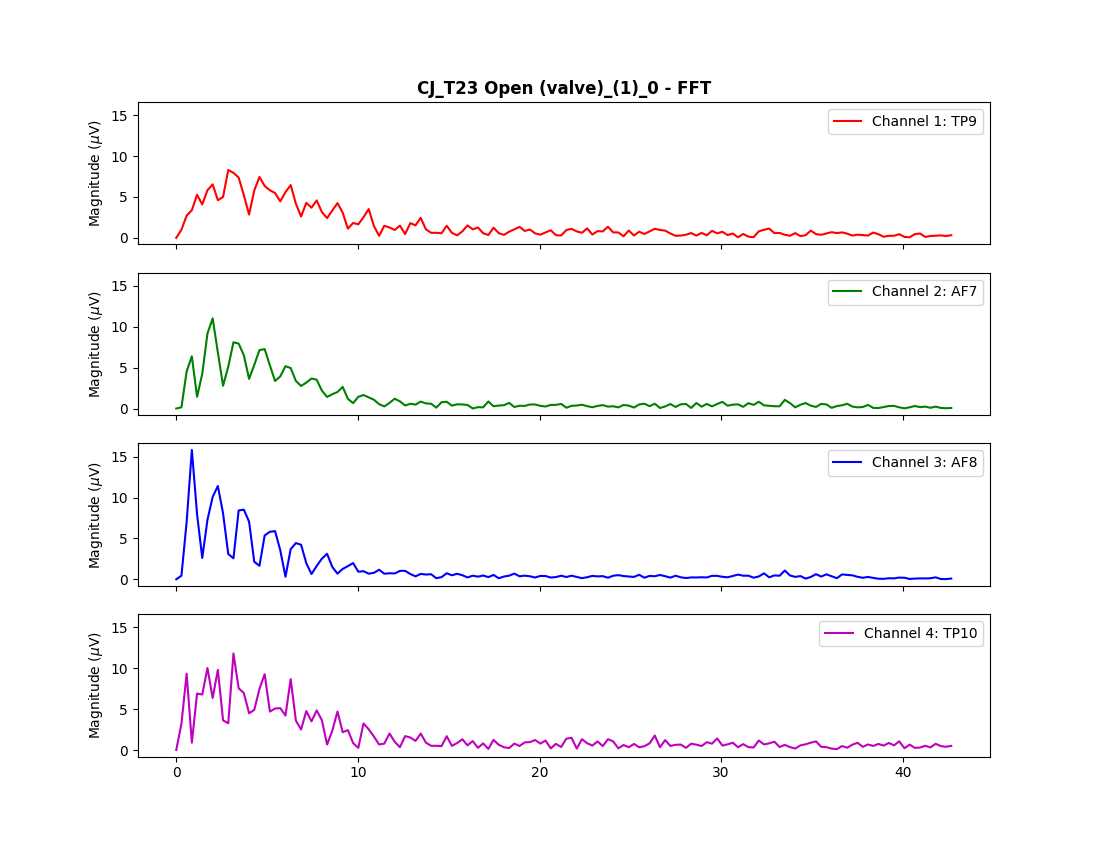 CJ_T23 Open (valve)_(1)_0 - FFT
15
10
5
0
Magnitude (μV)
Channel 1: TP9
15
10
5
0
Magnitude (μV)
Channel 2: AF7
15
10
5
0
Magnitude (μV)
Channel 3: AF8
15
10
5
0
Magnitude (μV)
Channel 4: TP10
0 10 20 30 40